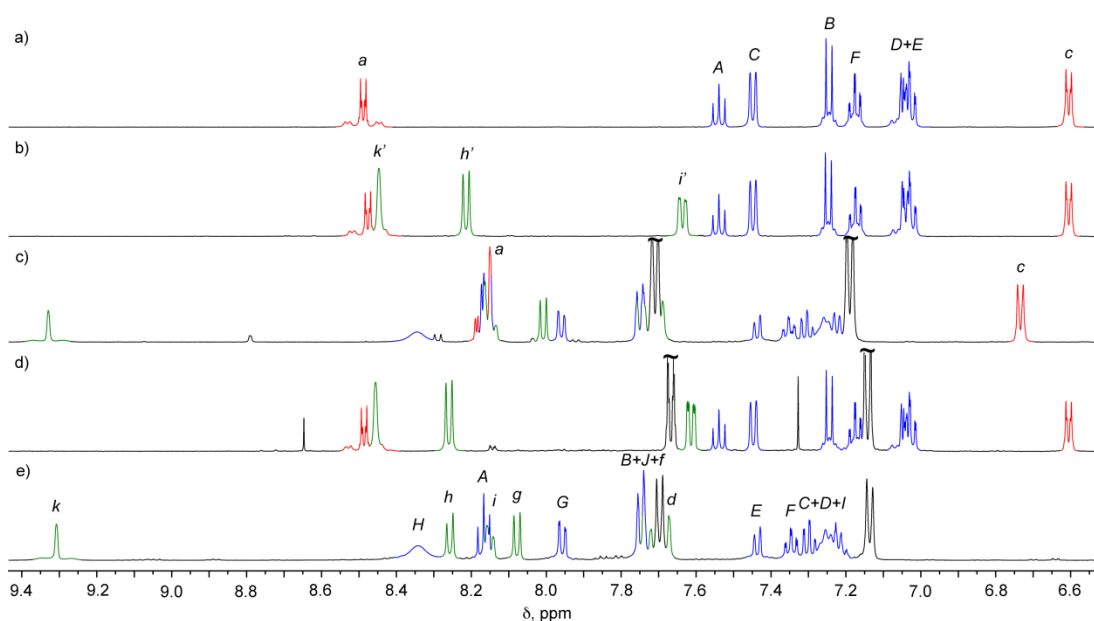 a)
a
A
C
B
F
D+E
c
b)
k'
h'
i'
c)
a
c
d)
e)
k
H
h
A
i
g
G
B+J+f
d
E
F
C+D+I
9.4
9.2
9.0
8.8
8.6
8.4
8.2
8.0
7.8
7.6
7.4
7.2
7.0
6.8
6.6
δ, ppm